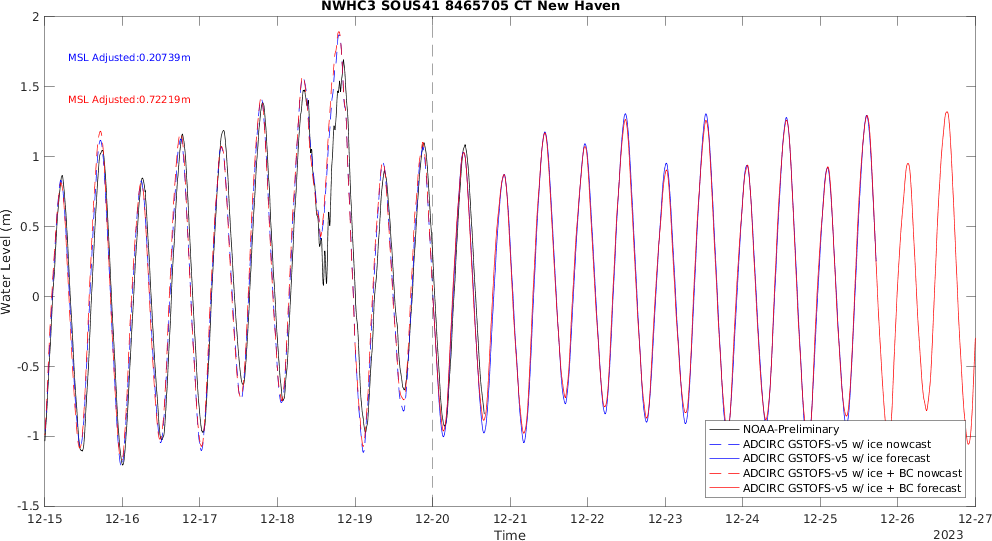 NWHC3 SOUS41 8465705 CT New Haven
2
1.5
1
0.5
0
-0.5
-1
-1.5
Water Level (m)
MSL Adjusted:0.20739m
MSL Adjusted:0.72219m
NOAA-Preliminary
ADCIRC GSTOFS-v5 w/ ice nowcast
ADCIRC GSTOFS-v5 w/ ice forecast
ADCIRC GSTOFS-v5 w/ ice + BC nowcast
ADCIRC GSTOFS-v5 w/ ice + BC forecast
12-15 12-16 12-17 12-18 12-19 12-20 12-21 12-22 12-23 12-24 12-25 12-26 12-27
Time
2023